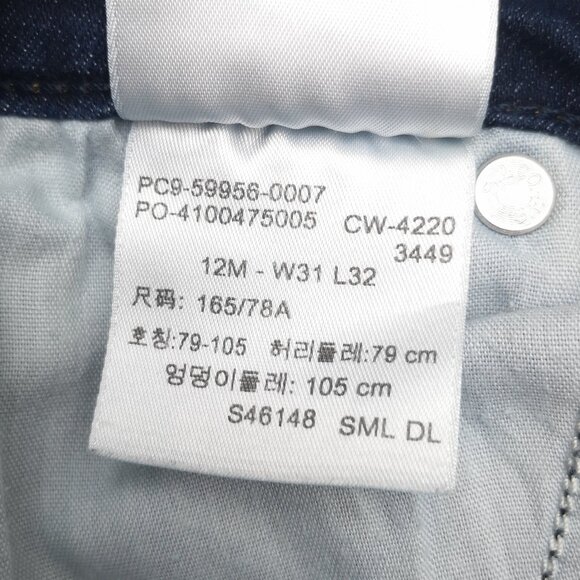 PC9-59956-0007
PO-4100475005 CW-4220
3449
12M - W31 L32
尺码: 165/78A
호칭:79-105 허리둘레:79 cm
엉덩이둘레: 105 cm
S46148 SML DL